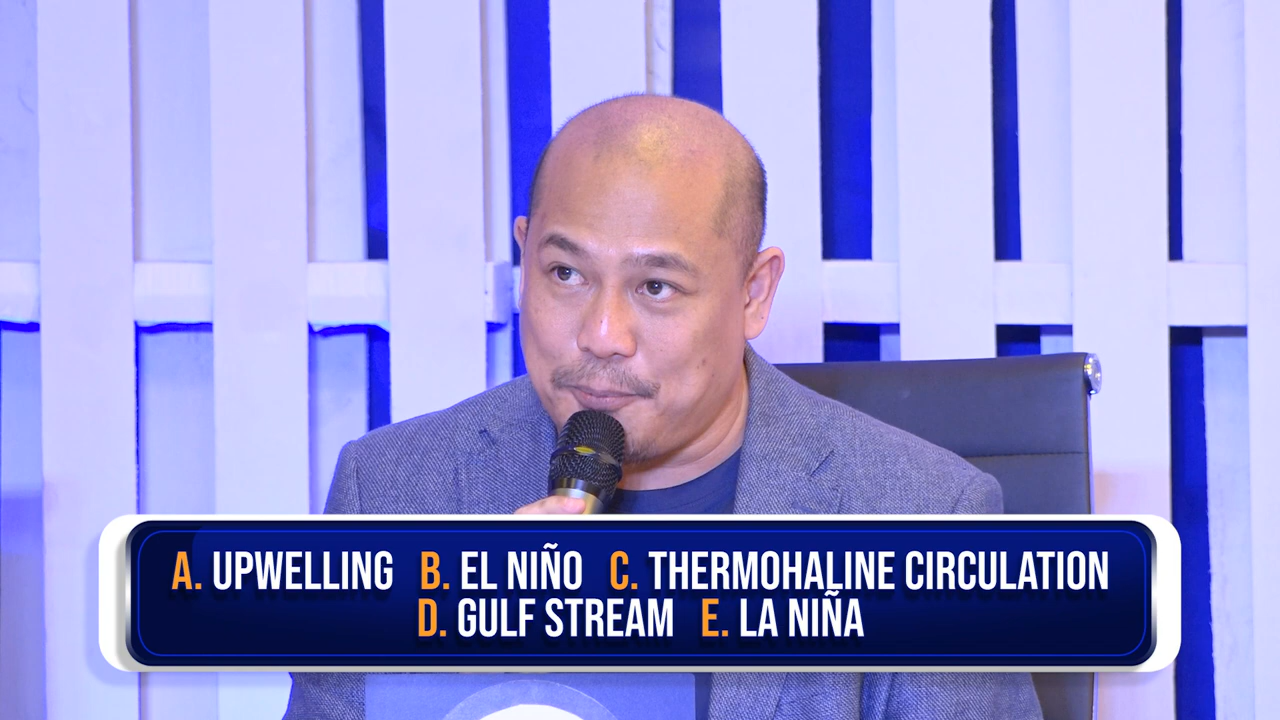 A. UPWELLING B. EL NIÑO C. THERMOHALINE CIRCULATION
D. GULF STREAM E. LA NIÑA